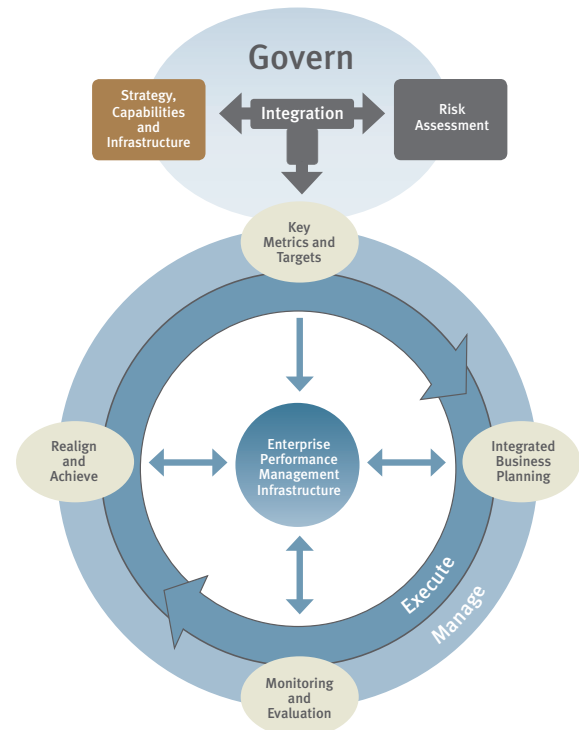 Govern
Strategy,
Capabilities
and
Infrastructure
Integration
Risk
Assessment
Key
Metrics and
Targets
Realign
and
Achieve
Enterprise
Performance
Management
Infrastructure
Integrated
Business
Planning
Execute
Manage
Monitoring
and
Evaluation